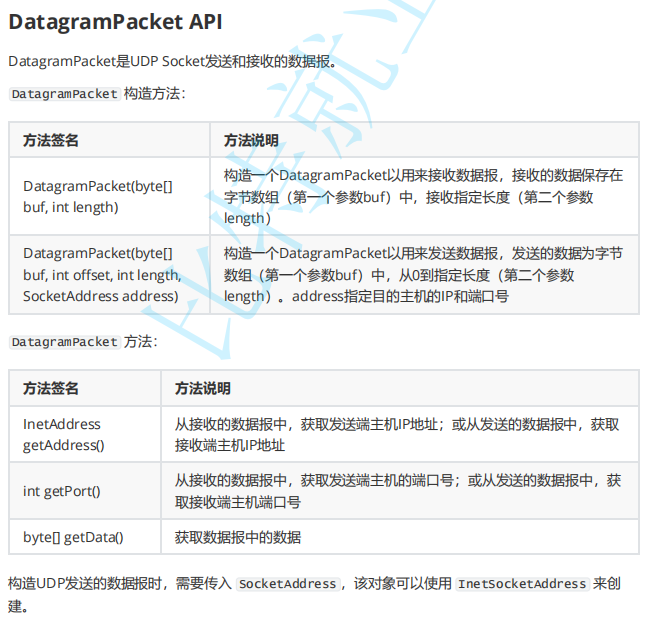 DatagramPacket API
DatagramPacket是UDP Socket发送和接收的数据报。
DatagramPacket 构造方法：
方法签名 方法说明
DatagramPacket(byte[]
buf, int length)
构造一个DatagramPacket以用来接收数据报，接收的数据保存在
字节数组（第一个参数buf）中，接收指定长度（第二个参数
length）
DatagramPacket(byte[]
buf, int offset, int length,
SocketAddress address)
构造一个DatagramPacket以用来发送数据报，发送的数据为字节
数组（第一个参数buf）中，从0到指定长度（第二个参数
length）。address指定目的主机的IP和端口号
DatagramPacket 方法：
方法签名 方法说明
InetAddress
getAddress()
从接收的数据报中，获取发送端主机IP地址；或从发送的数据报中，获取
接收端主机IP地址
int getPort()
从接收的数据报中，获取发送端主机的端口号；或从发送的数据报中，获
取接收端主机端口号
byte[] getData() 获取数据报中的数据
构造UDP发送的数据报时，需要传入 SocketAddress，该对象可以使用 InetSocketAddress 来创
建。
比特就业